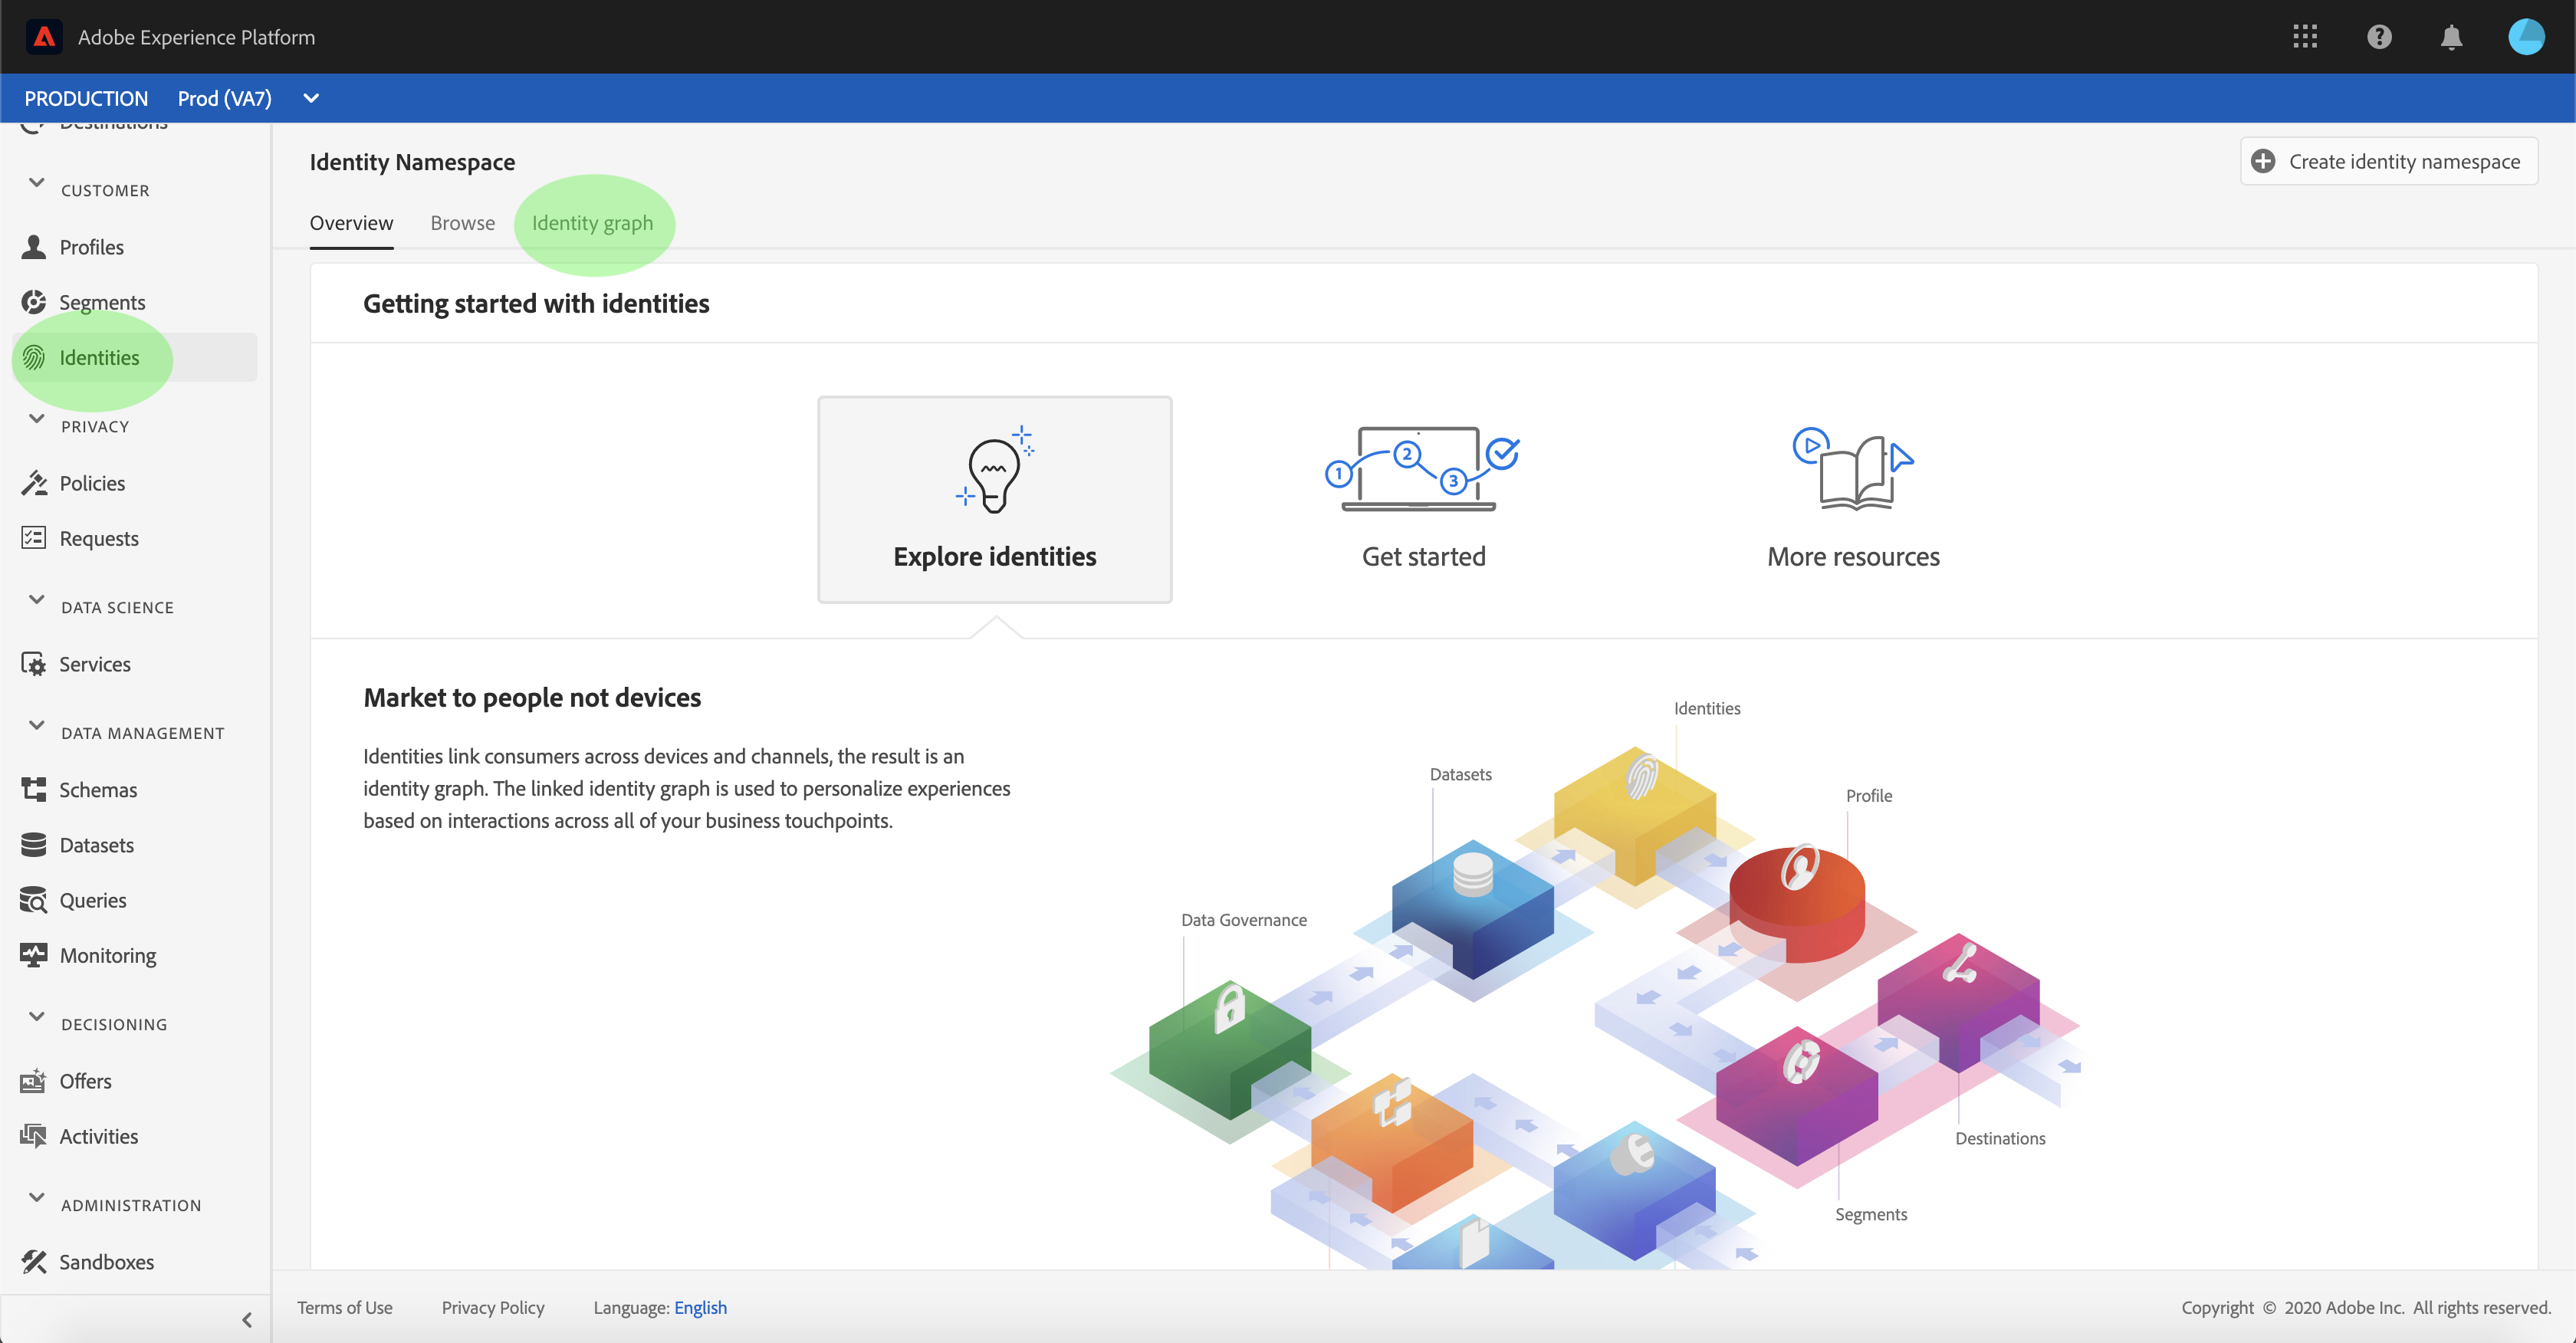 Adobe Experience Platform
PRODUCTION Prod (VA7)
Destinations
CUSTOMER
Profiles
Segments
Identities
PRIVACY
Policies
Requests
DATA SCIENCE
Services
DATA MANAGEMENT
Schemas
Datasets
Queries
Monitoring
DECISIONING
Offers
Activities
ADMINISTRATION
Sandboxes
Identity Namespace
Create identity namespace
Overview Browse Identity graph
Getting started with identities
1 2 3
Explore identities
Get started
More resources
Market to people not devices
Identities link consumers across devices and channels, the result is an
identity graph. The linked identity graph is used to personalize experiences
based on interactions across all of your business touchpoints.
Identities
Datasets
Profile
Data Governance
Destinations
Segments
Terms of Use Privacy Policy Language: English
Copyright © 2020 Adobe Inc. All rights reserved.